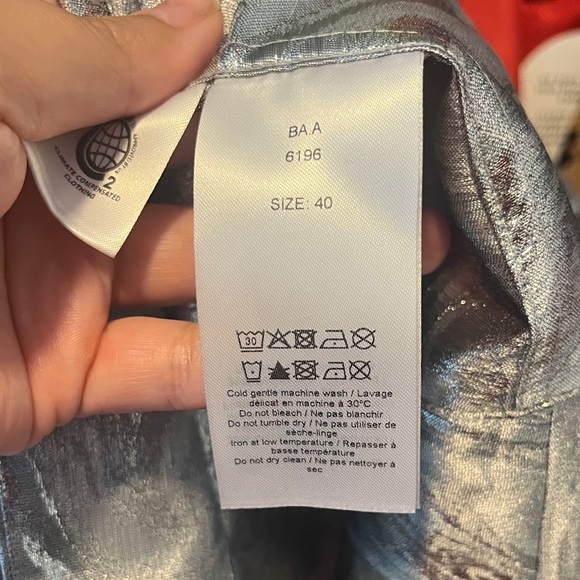 BA.A
6196
SIZE: 40
30
Cold gentle machine wash / Lavage
délicat en machine à 30°C
Do not bleach / Ne pas blanchir
Do not tumble dry / Ne pas utiliser de
sèche-linge
Iron at low temperature / Repasser à
basse température
Do not dry clean / Ne pas nettoyer à
sec
2
CLIMATE COMPENSATED
CLOTHING